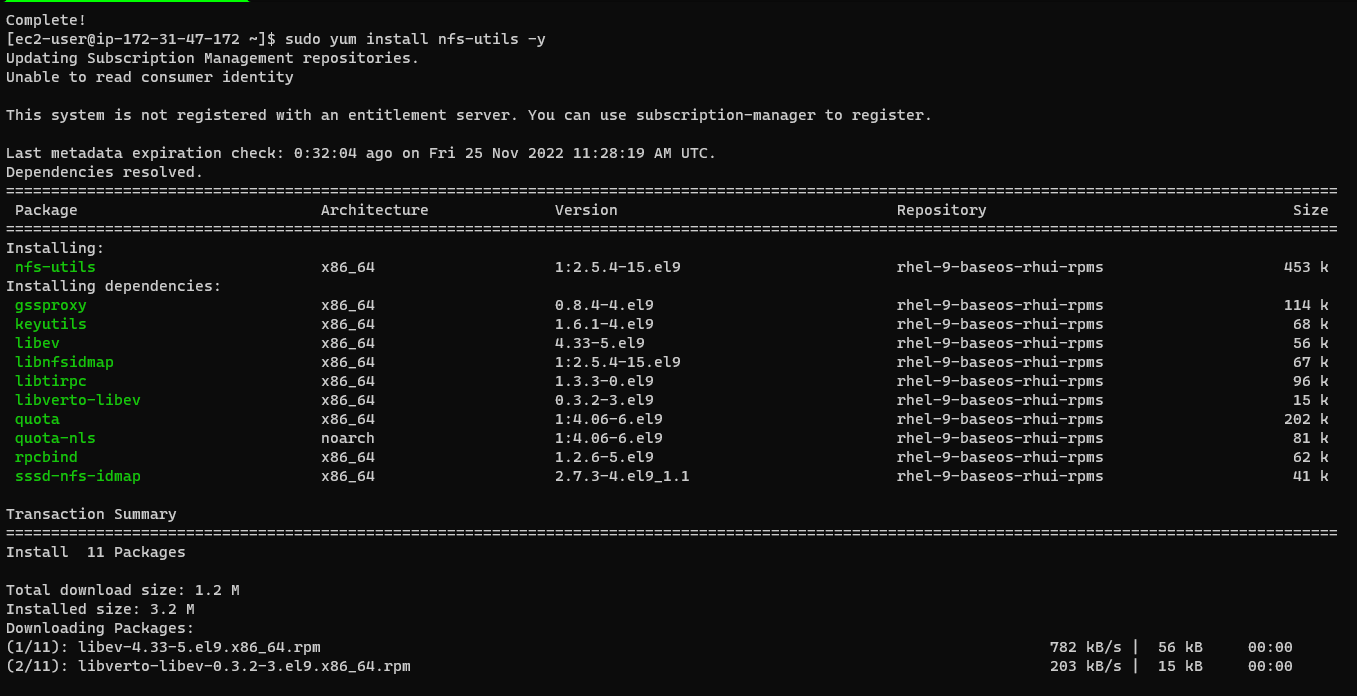 Complete!
[ec2-user@ip-172-31-47-172 ~]$ sudo yum install nfs-utils -y
Updating Subscription Management repositories.
Unable to read consumer identity
This system is not registered with an entitlement server. You can use subscription-manager to register.
Last metadata expiration check: 0:32:04 ago on Fri 25 Nov 2022 11:28:19 AM UTC.
Dependencies resolved.
================================================================================
Package Architecture Version Repository Size
================================================================================
Installing:
nfs-utils x86_64 1:2.5.4-15.el9 rhel-9-baseos-rhui-rpms 453 k
Installing dependencies:
gssproxy x86_64 0.8.4-4.el9 rhel-9-baseos-rhui-rpms 114 k
keyutils x86_64 1.6.1-4.el9 rhel-9-baseos-rhui-rpms 68 k
libev x86_64 4.33-5.el9 rhel-9-baseos-rhui-rpms 56 k
libnfsidmap x86_64 1:2.5.4-15.el9 rhel-9-baseos-rhui-rpms 67 k
libtirpc x86_64 1.3.3-0.el9 rhel-9-baseos-rhui-rpms 96 k
libverto-libev x86_64 0.3.2-3.el9 rhel-9-baseos-rhui-rpms 15 k
quota x86_64 1:4.06-6.el9 rhel-9-baseos-rhui-rpms 202 k
quota-nls noarch 1:4.06-6.el9 rhel-9-baseos-rhui-rpms 81 k
rpcbind x86_64 1.2.6-5.el9 rhel-9-baseos-rhui-rpms 62 k
sssd-nfs-idmap x86_64 2.7.3-4.el9_1.1 rhel-9-baseos-rhui-rpms 41 k
Transaction Summary
================================================================================
Install 11 Packages
Total download size: 1.2 M
Installed size: 3.2 M
Downloading Packages:
(1/11): libev-4.33-5.el9.x86_64.rpm 782 kB/s | 56 kB 00:00
(2/11): libverto-libev-0.3.2-3.el9.x86_64.rpm 203 kB/s | 15 kB 00:00